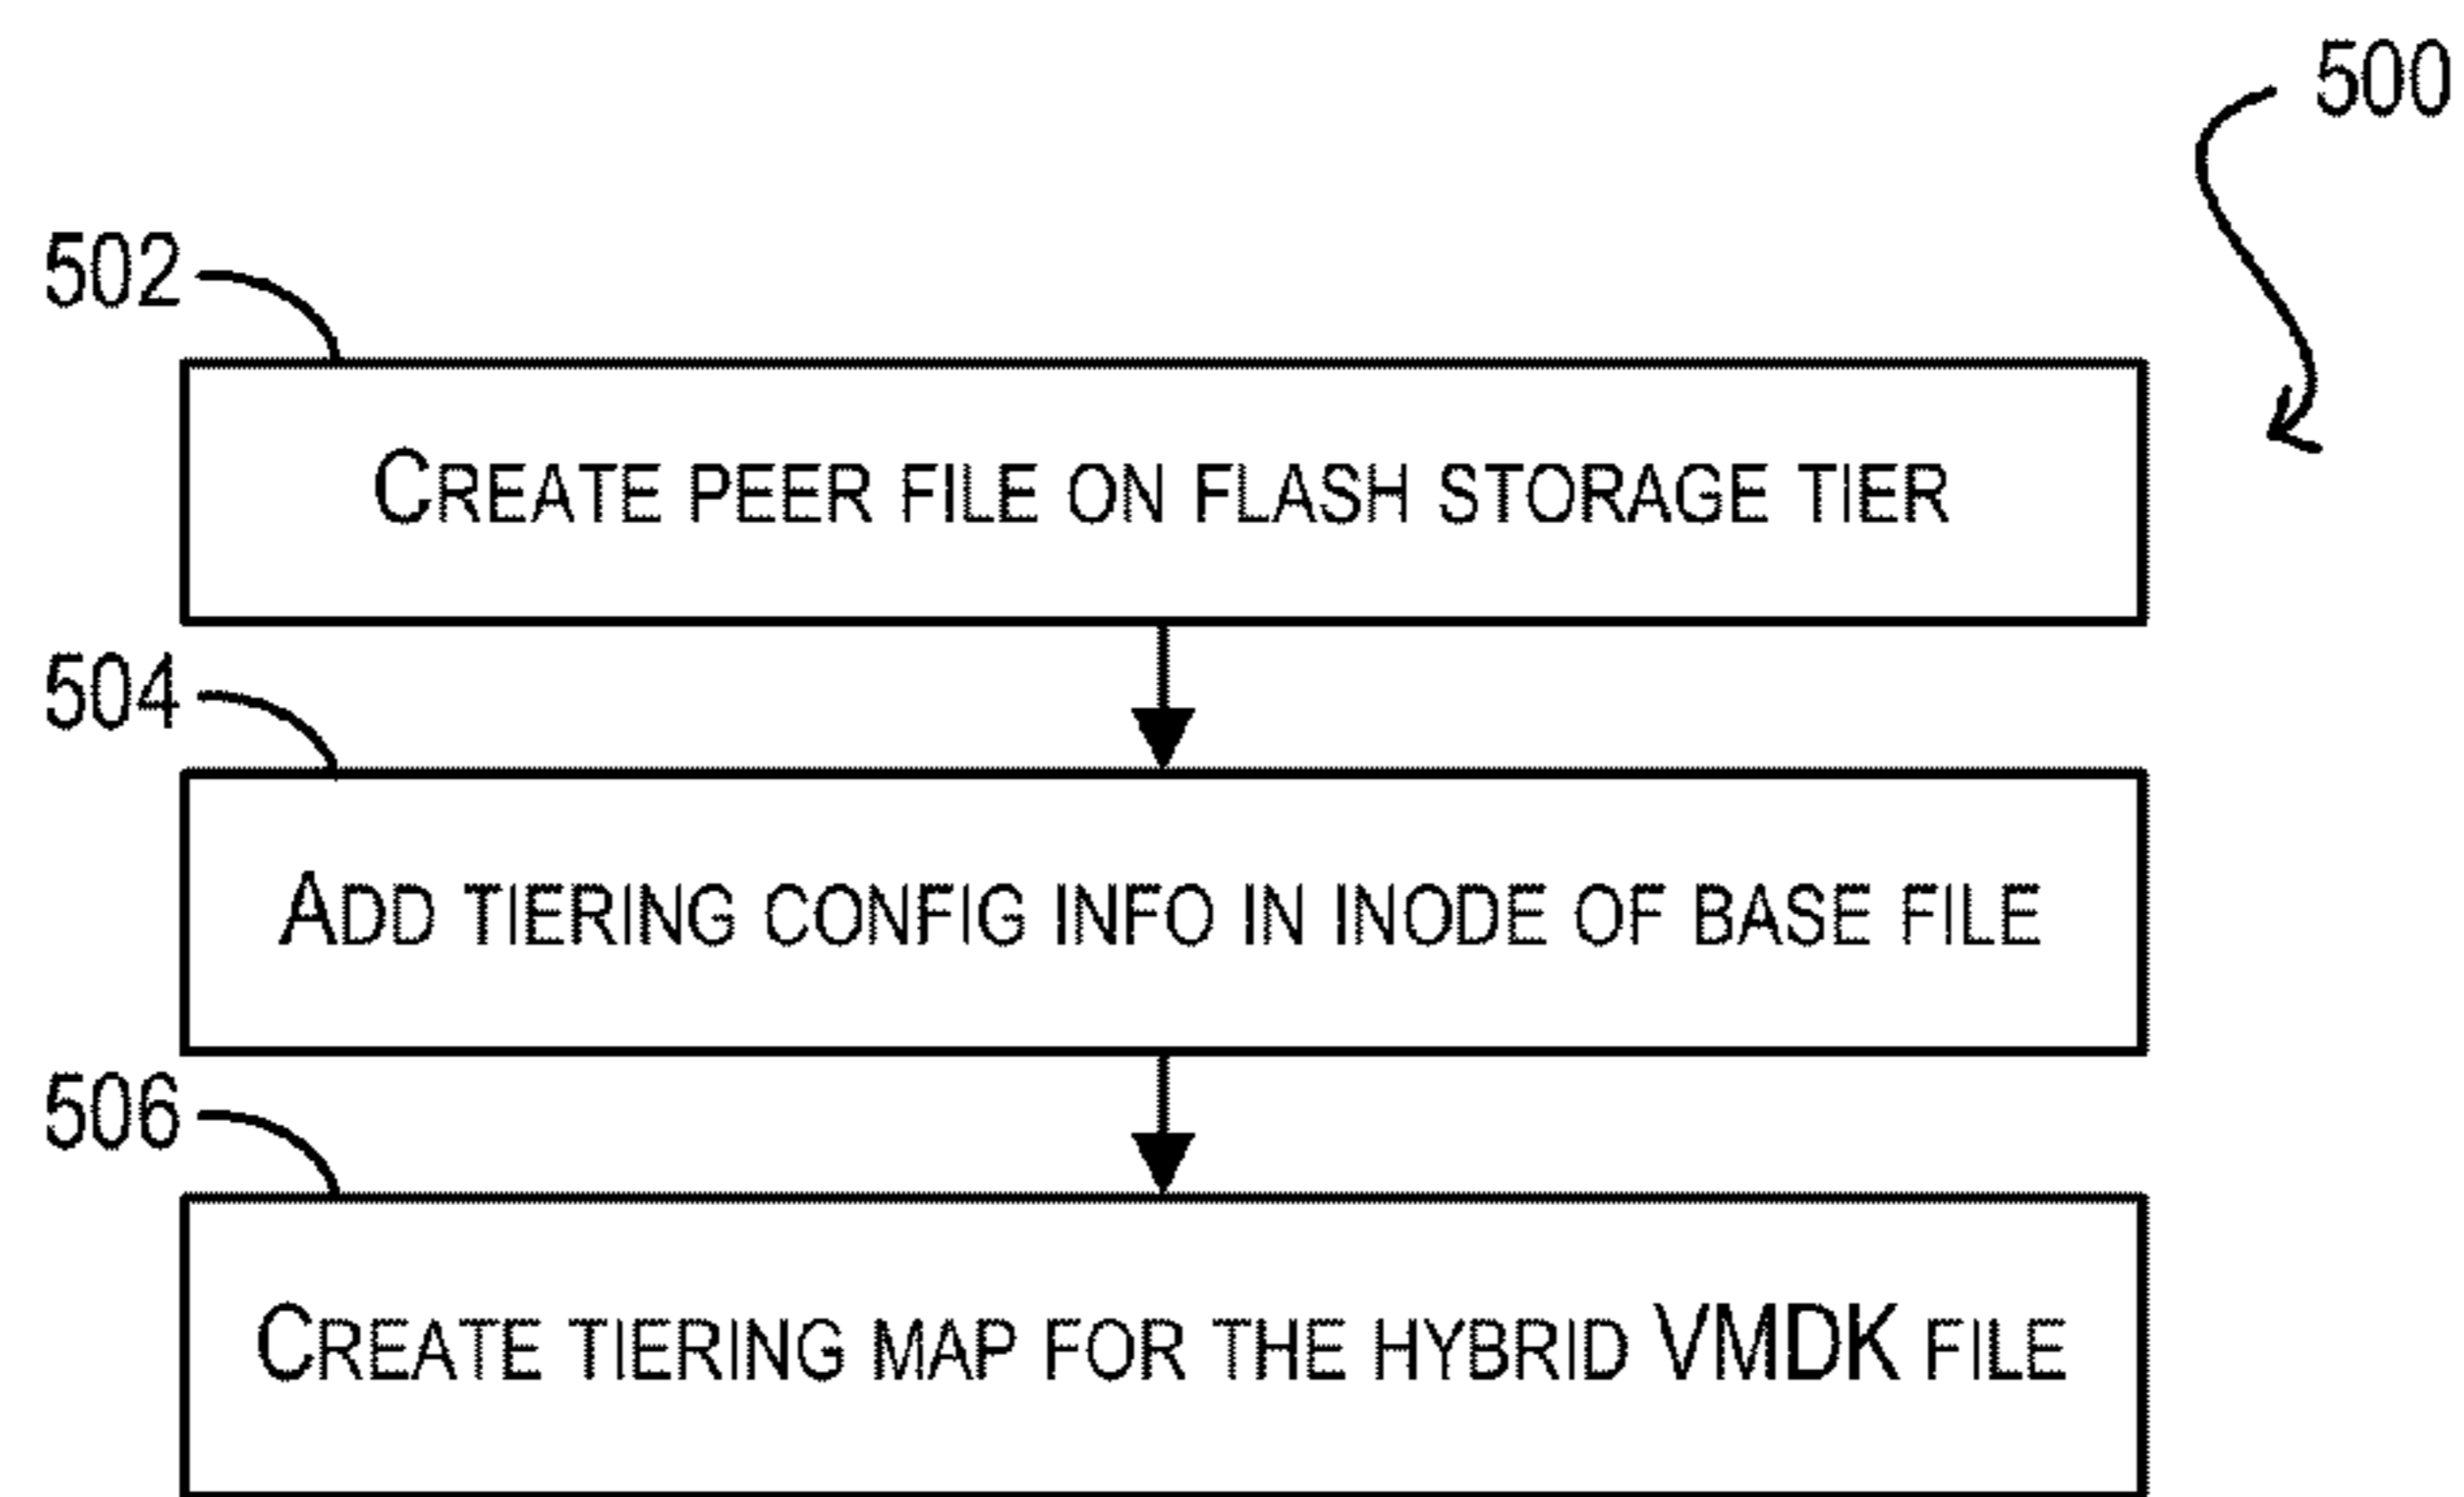 500
502
CREATE PEER FILE ON FLASH STORAGE TIER
504
ADD TIERING CONFIG INFO IN INODE OF BASE FILE
506
CREATE TIERING MAP FOR THE HYBRID VMDK FILE